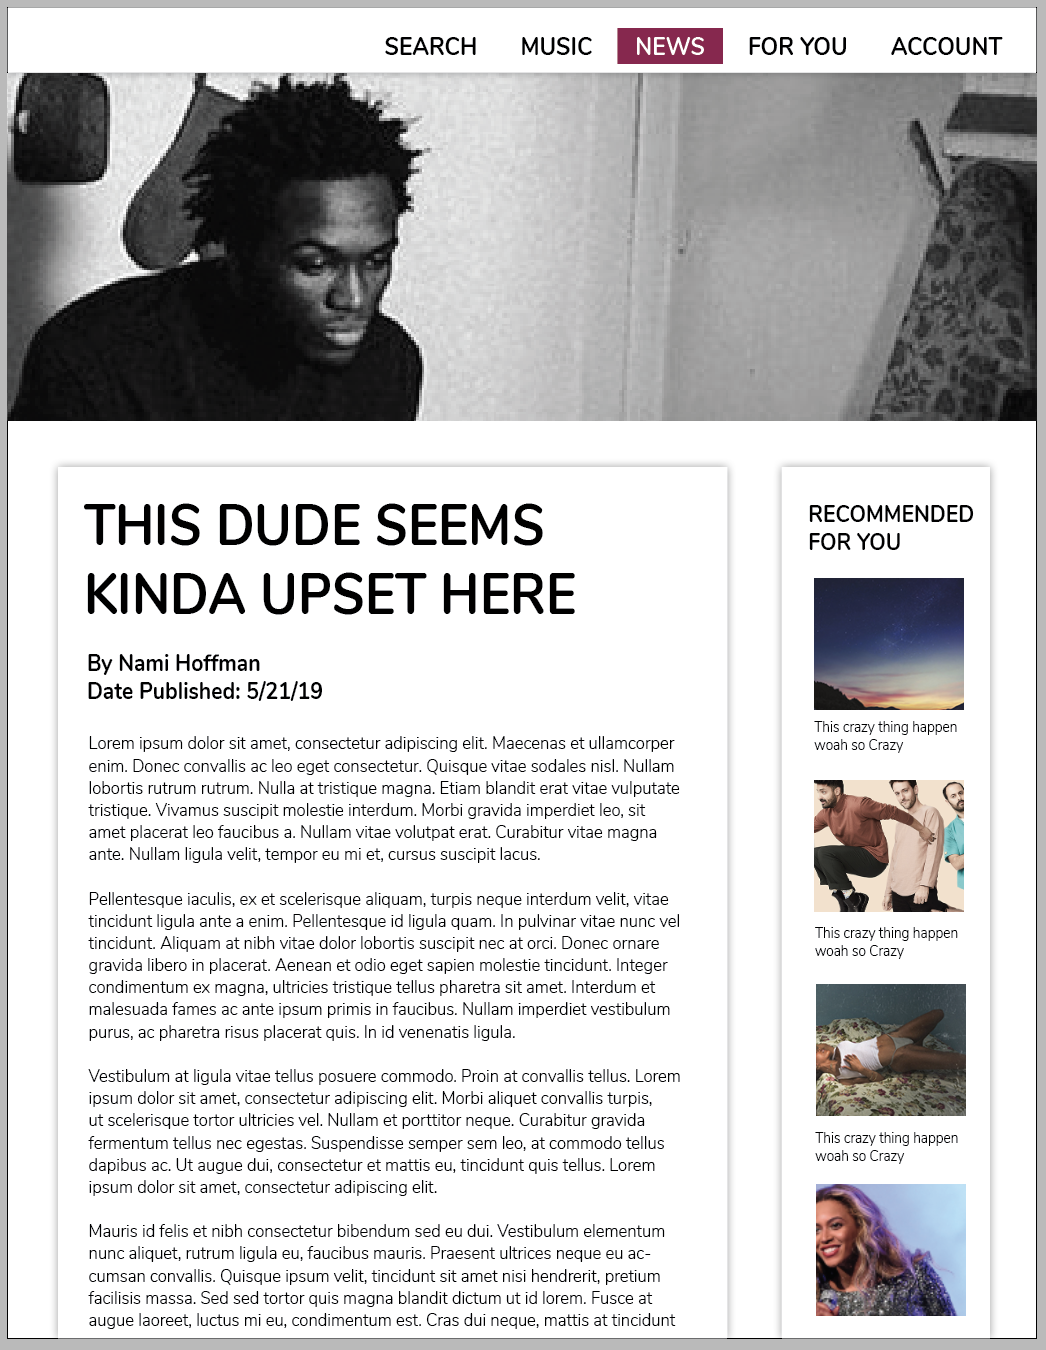 SEARCH MUSIC NEWS FOR YOU ACCOUNT
THIS DUDE SEEMS
KINDA UPSET HERE
By Nami Hoffman
Date Published: 5/21/19
Lorem ipsum dolor sit amet, consectetur adipiscing elit. Maecenas et ullamcorper
enim. Donec convallis ac leo eget consectetur. Quisque vitae sodales nisl. Nullam
lobortis rutrum rutrum. Nulla at tristique magna. Etiam blandit erat vitae vulputate
tristique. Vivamus suscipit molestie interdum. Morbi gravida imperdiet leo, sit
amet placerat leo faucibus a. Nullam vitae volutpat erat. Curabitur vitae magna
ante. Nullam ligula velit, tempor eu mi et, cursus suscipit lacus.
Pellentesque iaculis, ex et scelerisque aliquam, turpis neque interdum velit, vitae
tincidunt ligula ante a enim. Pellentesque id ligula quam. In pulvinar vitae nunc vel
tincidunt. Aliquam at nibh vitae dolor lobortis suscipit nec at orci. Donec ornare
gravida libero in placerat. Aenean et odio eget sapien molestie tincidunt. Integer
condimentum ex magna, ultricies tristique tellus pharetra sit amet. Interdum et
malesuada fames ac ante ipsum primis in faucibus. Nullam imperdiet vestibulum
purus, ac pharetra risus placerat quis. In id venenatis ligula.
Vestibulum at ligula vitae tellus posuere commodo. Proin at convallis tellus. Lorem
ipsum dolor sit amet, consectetur adipiscing elit. Morbi aliquet convallis turpis,
ut scelerisque tortor ultricies vel. Nullam et porttitor neque. Curabitur gravida
fermentum tellus nec egestas. Suspendisse semper sem leo, at commodo tellus
dapibus ac. Ut augue dui, consectetur et mattis eu, tincidunt quis tellus. Lorem
ipsum dolor sit amet, consectetur adipiscing elit.
Mauris id felis et nibh consectetur bibendum sed eu dui. Vestibulum elementum
nunc aliquet, rutrum ligula eu, faucibus mauris. Praesent ultrices neque eu ac-
cumsan convallis. Quisque ipsum velit, tincidunt sit amet nisi hendrerit, pretium
facilisis massa. Sed sed tortor quis magna blandit dictum ut id lorem. Fusce at
augue laoreet, luctus mi eu, condimentum est. Cras dui neque, mattis at tincidunt
RECOMMENDED
FOR YOU
This crazy thing happen
woah so Crazy
This crazy thing happen
woah so Crazy
This crazy thing happen
woah so Crazy